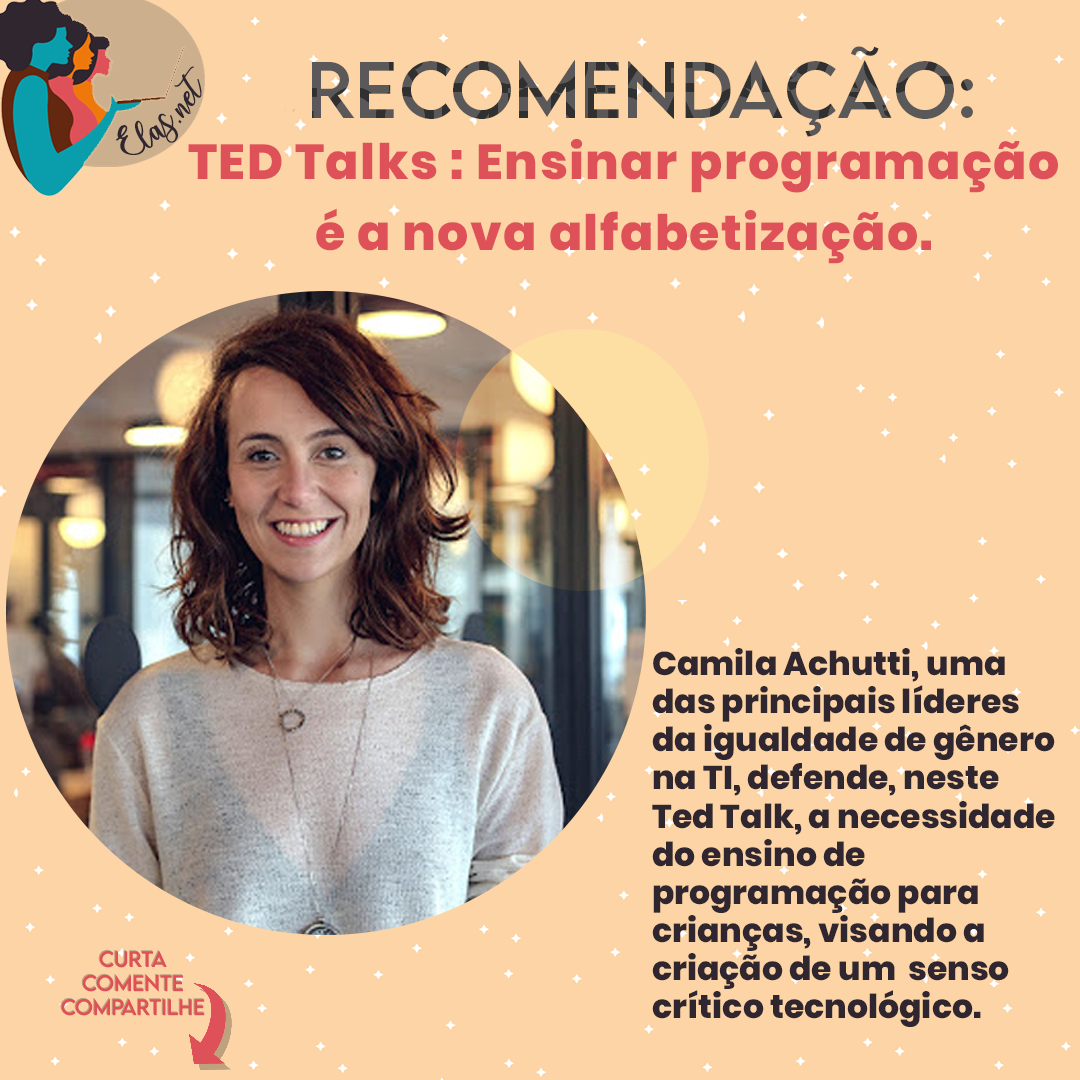 Elas.net
RECOMENDAÇÃO:
TED Talks : Ensinar programação
é a nova alfabetização.
Camila Achutti, uma
das principais líderes
da igualdade de gênero
na TI, defende, neste
Ted Talk, a necessidade
do ensino de
programação para
crianças, visando a
criação de um senso
crítico tecnológico.
CURTA
COMENTE
COMPARTILHE